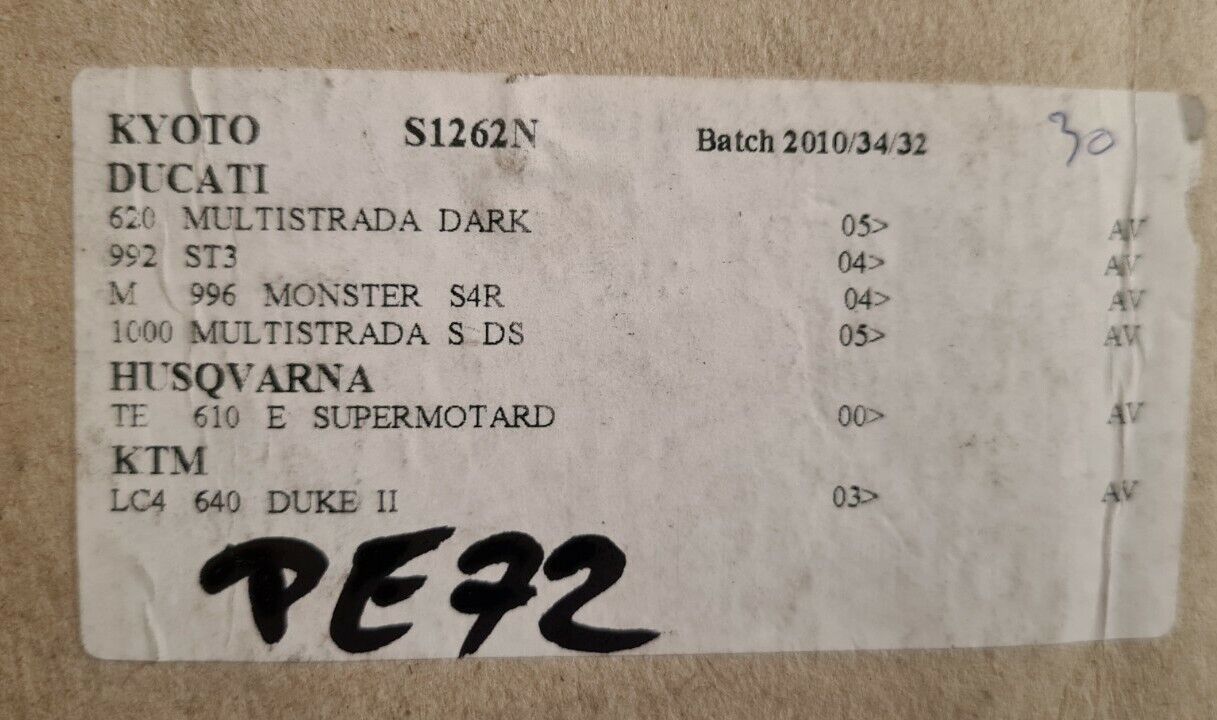 KYOTO S1262N Batch 2010/34/32 30
DUCATI
620 MULTISTRADA DARK 05> AV
992 ST3 04> AV
M 996 MONSTER S4R 04> AV
1000 MULTISTRADA S DS 05> AV
HUSQVARNA
TE 610 E SUPERMOTARD 00> AV
KTM
LC4 640 DUKE II 03> AV
PE72